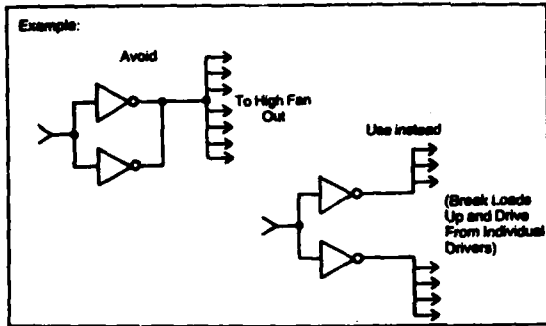 Example:
Avoid
To High Fan
Out
Use instead
(Break Loads
Up and Drive
From Individual
Drivers)